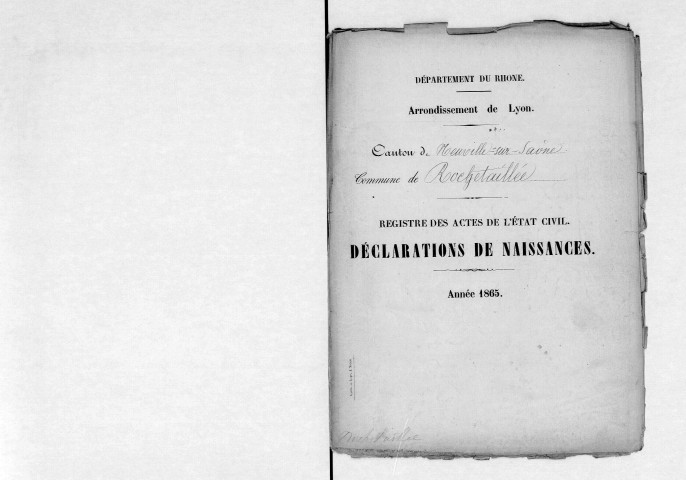 DÉPARTEMENT DU RHONE.
Arrondissement de Lyon.
Canton de Neuville-sur-Saône
Commune de Rochetaillée
REGISTRE DES ACTES DE L'ÉTAT CIVIL.
DÉCLARATIONS DE NAISSANCES.
Année 1865.